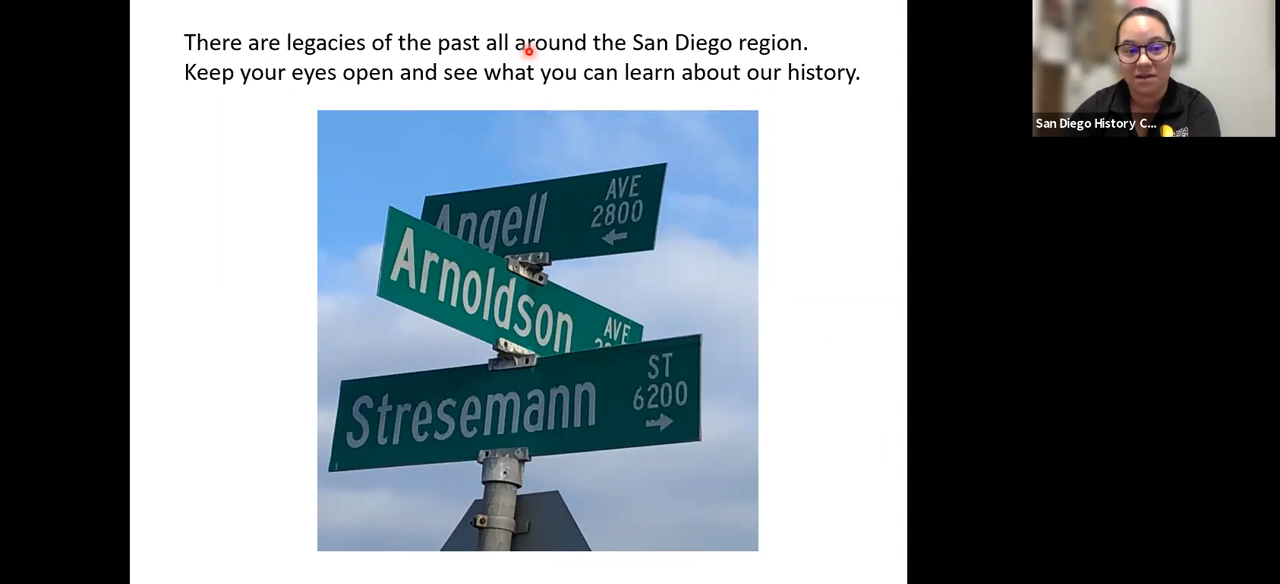 There are legacies of the past all around the San Diego region.
Keep your eyes open and see what you can learn about our history.
San Diego History C...
Angell AVE
2800
Arnoldson AVE
Stresemann ST
6200